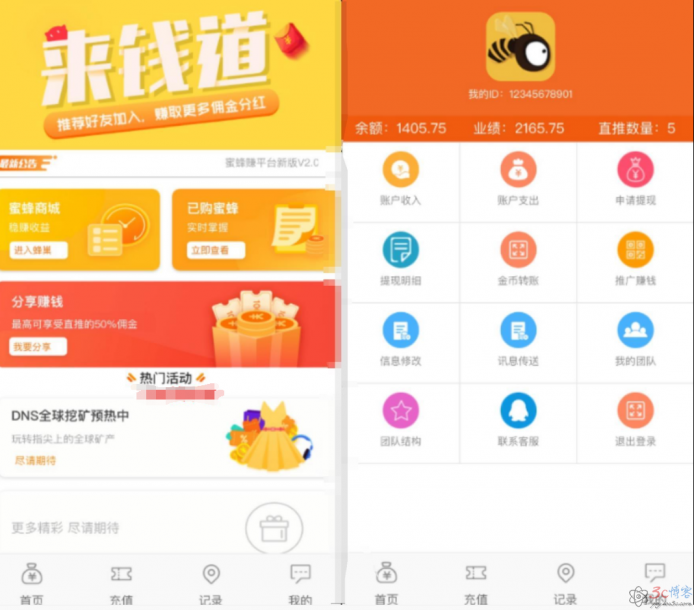 来钱道
推荐好友加入，赚取更多佣金分红
最新公告
蜜蜂赚平台新版V2.0
蜜蜂商城
稳赚收益
进入蜂巢
已购蜜蜂
实时掌握
立即查看
分享赚钱
最高可享受直推的50%佣金
我要分享
热门活动
DNS全球挖矿预热中
玩转指尖上的全球矿产
尽请期待
更多精彩 尽请期待
首页
充值
记录
我的
我的ID：12345678901
余额：1405.75
业绩：2165.75
直推数量：5
账户收入
账户支出
申请提现
提现明细
金币转账
推广赚钱
信息修改
讯息传送
我的团队
团队结构
联系客服
退出登录
首页
充值
记录
我的
3c博客